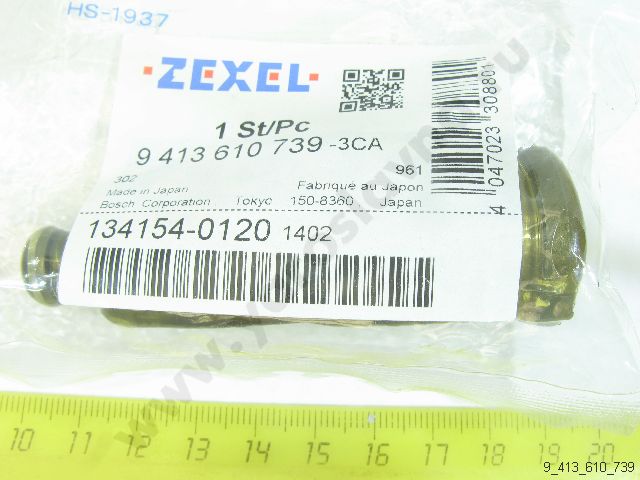 HS-1937
ZEXEL
1 St/Pc
9 413 610 739 -3CA
302
961
Made in Japan
Fabriqué au Japon
Bosch Corporation Tokyo 150-8360, Japan
134154-0120 1402
4 047023 308801
10 11 12 13 14 15 16 17 18 19 20
9_413_610_739